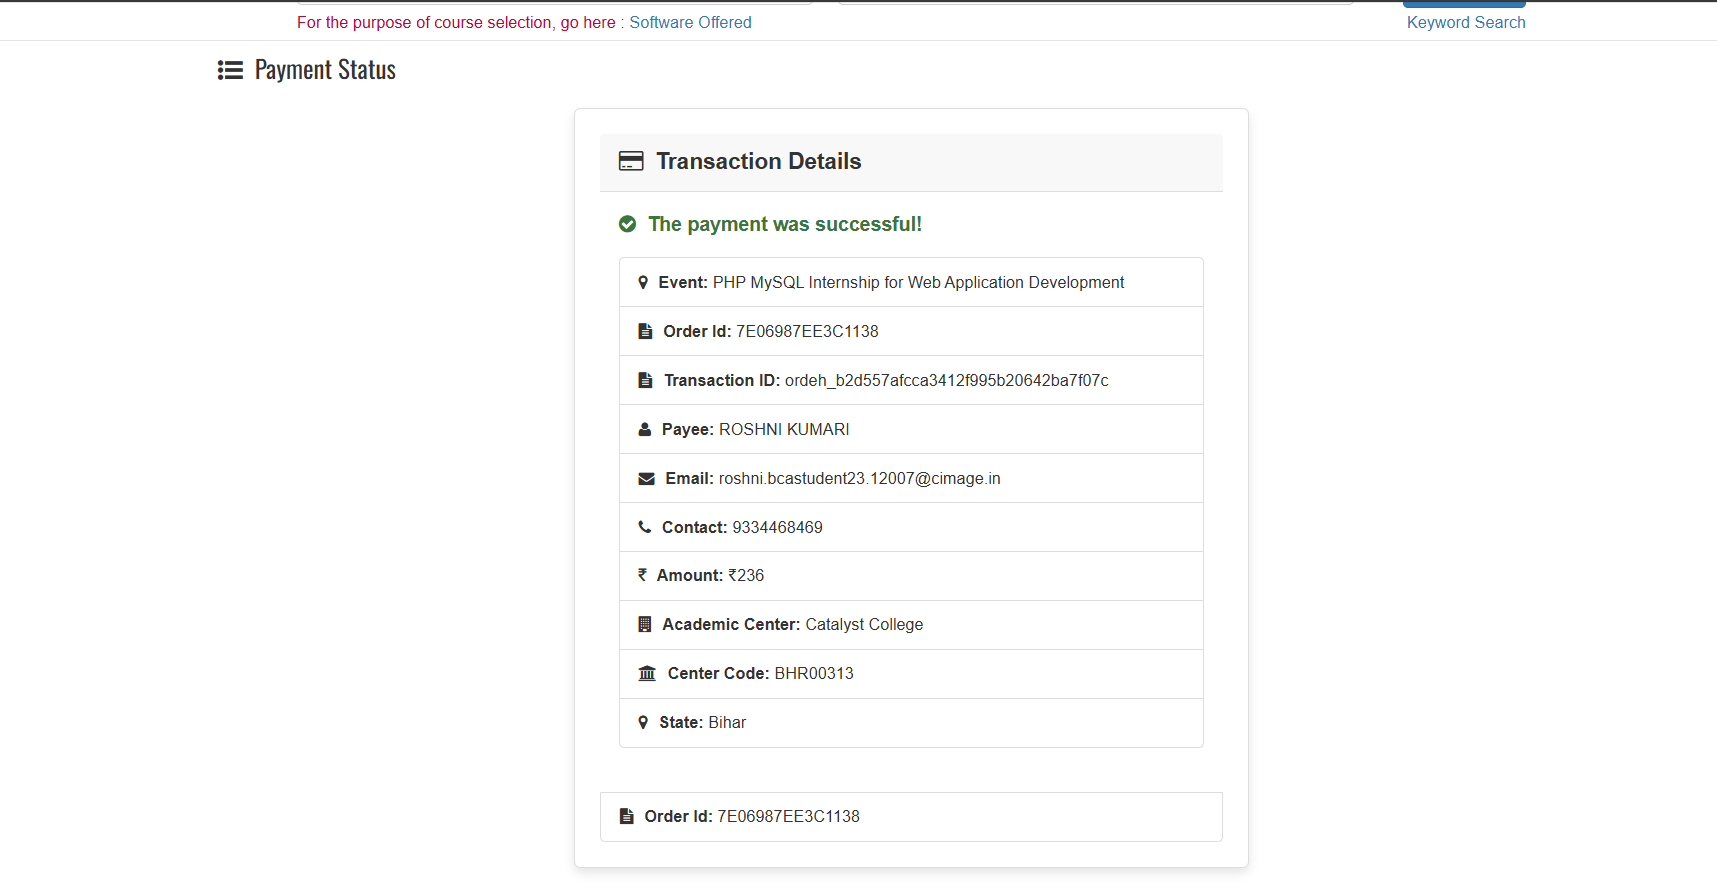 For the purpose of course selection, go here : Software Offered
Keyword Search
Payment Status
Transaction Details
The payment was successful!
Event: PHP MySQL Internship for Web Application Development
Order Id: 7E06987EE3C1138
Transaction ID: ordeh_b2d557afcca3412f995b20642ba7f07c
Payee: ROSHNI KUMARI
Email: roshni.bcastudent23.12007@cimage.in
Contact: 9334468469
₹ Amount: ₹236
Academic Center: Catalyst College
Center Code: BHR00313
State: Bihar
Order Id: 7E06987EE3C1138